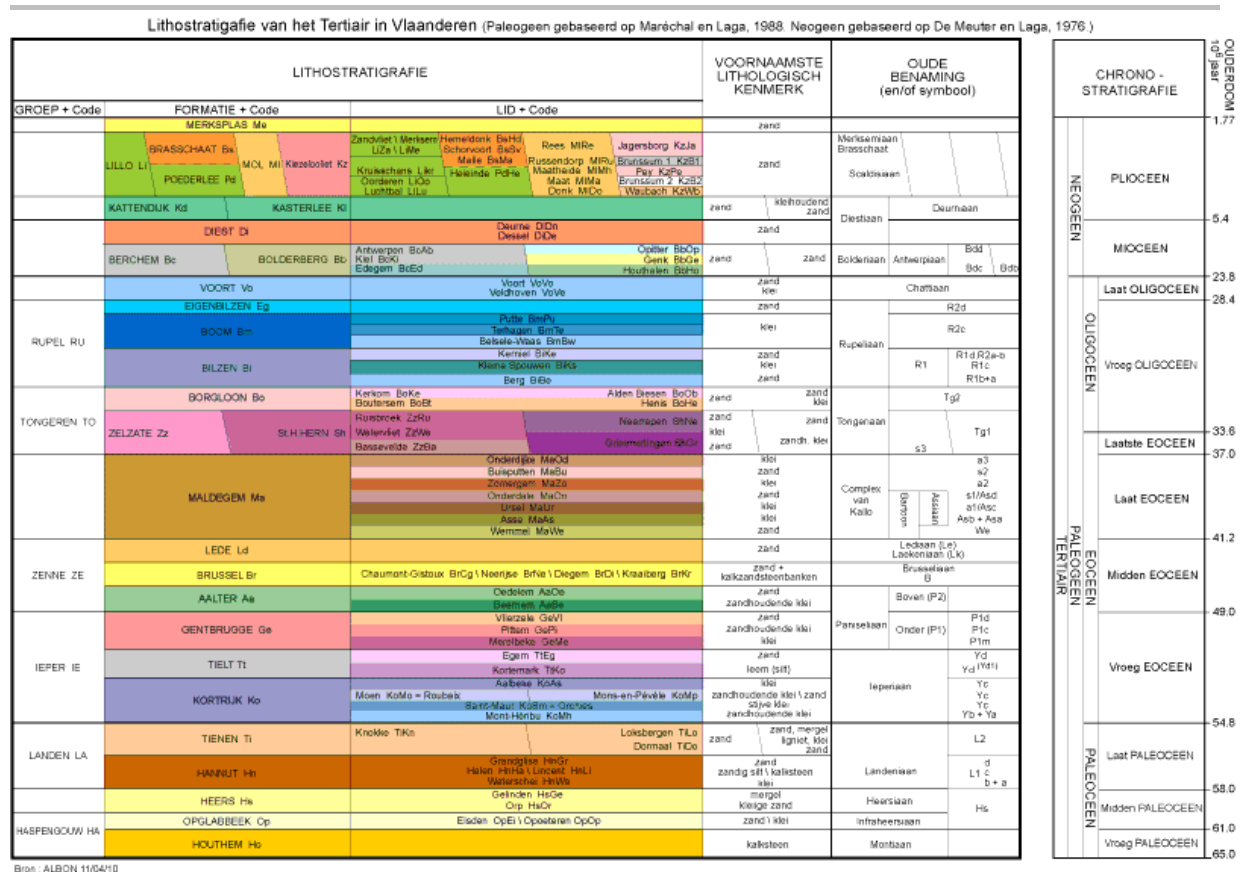 Lithostratigafie van het Tertiair in Vlaanderen (Paleogeen gebaseerd op Maréchal en Laga, 1988. Neogeen gebaseerd op De Meuter en Laga, 1976.)
LITHOSTRATIGRAFIE
VOORNAAMSTE
LITHOLOGISCH
KENMERK
OUDE
BENAMING
(en/of symbool)
GROEP + Code
FORMATIE + Code
LID + Code
MERKSPLAS Me
zand
LILLO Li
BRASSCHAAT Bs
POEDERLEE Pd
MOL Ml
Kiezeloöliet Kz
Zandvliet \ Merksem
LiZa \ LiMe
Kruisschans LiKr
Oorderen LiOo
Luchtbal LiLu
Hemeldonk BsHd
Schorvoort BsSv
Malle BsMa
Heieinde PdHe
Rees MlRe
Russendorp MlRu
Maatheide MlMh
Maat MlMa
Donk MlDo
Jagersborg KzJa
Brunssum 1 KzB1
Pey KzPe
Brunssum 2 KzB2
Waubach KzWb
zand
Merksemiaan
Brasschaat
Scaldisiaan
KATTENDIJK Kd
KASTERLEE Kl
zand
kleihoudend
zand
Diestiaan
Deurniaan
DIEST Di
Deurne DiDn
Dessel DiDe
zand
BERCHEM Bc
BOLDERBERG Bb
Antwerpen BcAb
Kiel BcKi
Edegem BcEd
Opitter BbOp
Genk BbGe
Houthalen BbHo
zand
zand
Bolderiaan
Antwerpiaan
Bdd
Bdc
Bdb
VOORT Vo
Voort VoVo
Veldhoven VoVe
zand
klei
Chattiaan
RUPEL RU
EIGENBILZEN Eg
zand
R2d
BOOM Bm
Putte BmPu
Terhagen BmTe
Belsele-Waas BmBw
klei
Rupeliaan
R2c
BILZEN Bi
Kerniel BiKe
Kleine Spouwen BiKs
Berg BiBe
zand
klei
zand
R1
R1d,R2a-b
R1c
R1b+a
TONGEREN TO
BORGLOON Bo
Kerkom BoKe
Boutersem BoBt
Alden Biesen BoOb
Henis BoHe
zand
zand
klei
Tongeriaan
Tg2
ZELZATE Zz
St.H.HERN Sh
Ruisbroek ZzRu
Watervliet ZzWa
Bassevelde ZzBa
Neerrepen ShNe
Grimmertingen ShGr
zand
klei
zand
zand
zandh. klei
s3
Tg1
MALDEGEM Ma
Onderdijke MaOd
Buisputten MaBu
Zomergem MaZo
Onderdale MaOn
Ursel MaUr
Asse MaAs
Wemmel MaWe
klei
zand
klei
zand
klei
klei
zand
Complex
van
Kallo
Bartoon
Assiaan
a3
s2
a2
s1/Asd
a1/Asc
Asb + Asa
We
ZENNE ZE
LEDE Ld
zand
Lediaan (Le)
Laekeniaan (Lk)
BRUSSEL Br
Chaumont-Gistoux BrCg \ Neerijse BrNe \ Diegem BrDi \ Kraaiberg BrKr
zand +
kalkzandsteenbanken
Brusseliaan
B
AALTER Aa
Oedelem AaOe
Beernem AaBe
zand
zandhoudende klei
Paniseliaan
Boven (P2)
IEPER IE
GENTBRUGGE Ge
Vlierzele GeVl
Pittem GePi
Merelbeke GeMe
zand
zandhoudende klei
klei
Onder (P1)
P1d
P1c
P1m
TIELT Tt
Egem TtEg
Kortemark TtKo
zand
leem (silt)
Ieperiaan
Yd
Yd (Yd1)
KORTRIJK Ko
Aalbeke KoAa
Moen KoMo = Roubaix
Mons-en-Pévèle KoMp
Saint-Maur KoSm = Orchies
Mont-Héribu KoMh
klei
zandhoudende klei \ zand
stijve klei
zandhoudende klei
Yc
Yc
Yc
Yb + Ya
LANDEN LA
TIENEN Ti
Knokke TiKn
Loksbergen TiLo
Dormaal TiDo
zand
zand, mergel
ligniet, klei
zand
Landeniaan
L2
HANNUT Hn
Grandglise HnGr
Halen HnHa \ Lincent HnLi
Waterschei HnWa
zand
zandig silt \ kalksteen
klei
L1
d
c
b + a
HEERS Hs
Gelinden HsGe
Orp HsOr
mergel
kleiige zand
Heersiaan
Hs
HASPENGOUW HA
OPGLABBEEK Op
Eisden OpEi \ Opoeteren OpOp
zand \ klei
Infraheersiaan
HOUTHEM Ho
kalksteen
Montiaan
CHRONO -
STRATIGRAFIE
OUDERDOM
10⁶ jaar
TERTIAIR
NEOGEEN
PALEOGEEN
PLIOCEEN
MIOCEEN
OLIGOCEEN
Laat OLIGOCEEN
Vroeg OLIGOCEEN
EOCEEN
Laatste EOCEEN
Laat EOCEEN
Midden EOCEEN
Vroeg EOCEEN
PALEOCEEN
Laat PALEOCEEN
Midden PALEOCEEN
Vroeg PALEOCEEN
1.77
5.4
23.8
28.4
33.6
37.0
41.2
49.0
54.8
58.0
61.0
65.0
Bron : ALBON 11/04/10